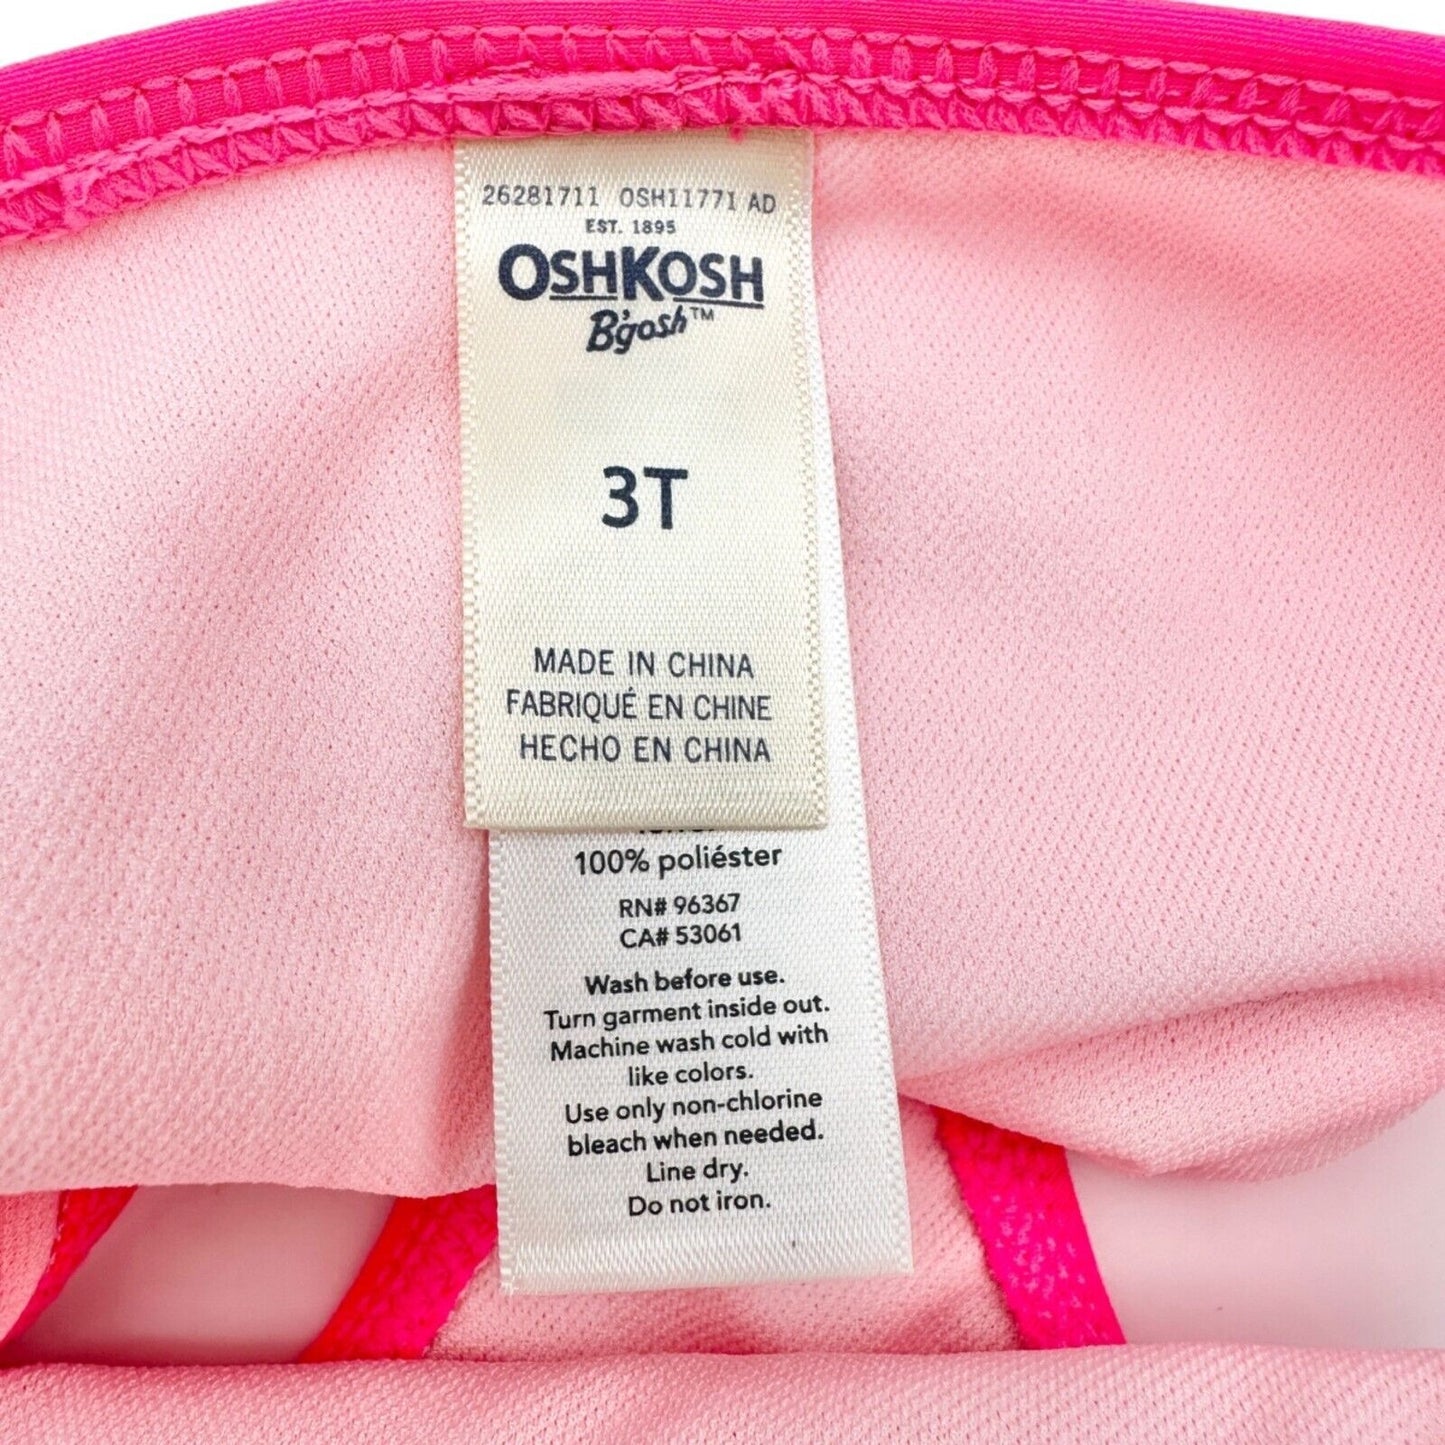 26281711 OSH11771 AD
EST. 1895
OSHKOSH
B'gosh™
3T
MADE IN CHINA
FABRIQUÉ EN CHINE
HECHO EN CHINA
100% poliéster
RN# 96367
CA# 53061
Wash before use.
Turn garment inside out.
Machine wash cold with
like colors.
Use only non-chlorine
bleach when needed.
Line dry.
Do not iron.